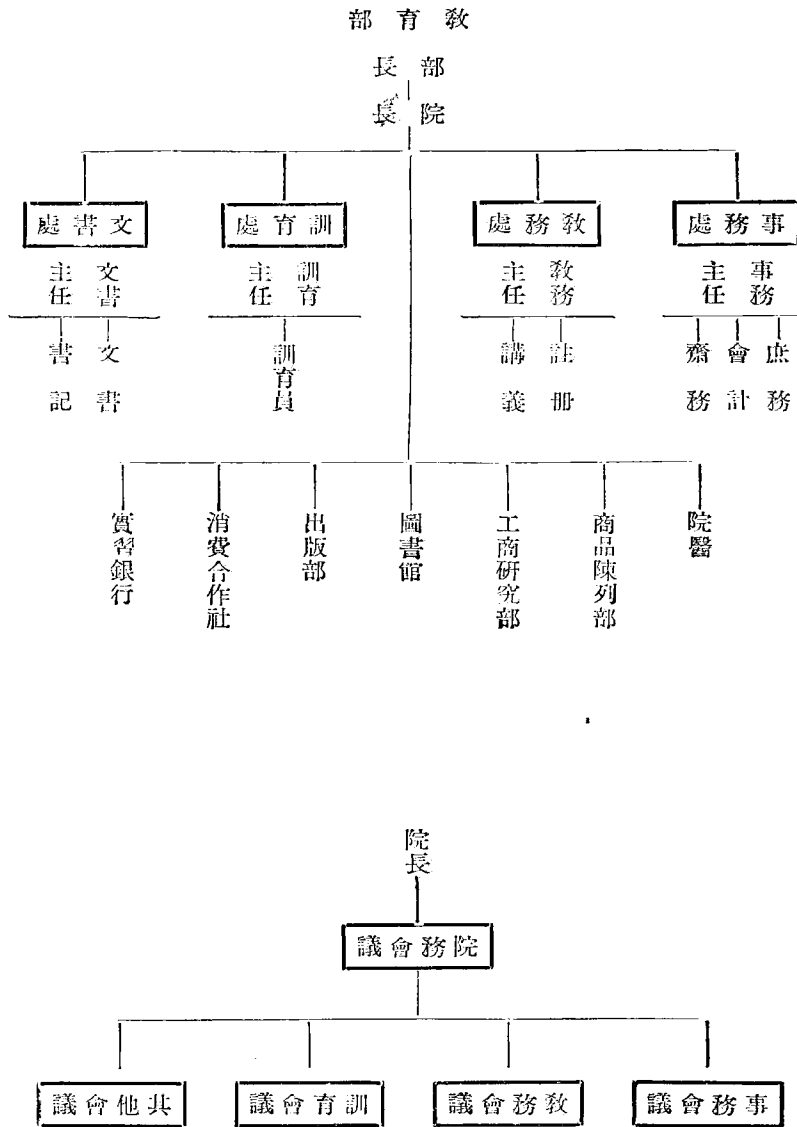 教育部
部長
院長
事務處
教務處
訓育處
文書處
事務主任
教務主任
訓育主任
文書主任
庶務
會計
齋務
註冊
講義
訓育員
文書
書記
院醫
商品陳列部
工商研究部
圖書館
出版部
消費合作社
實習銀行
院長
院務會議
事務會議
教務會議
訓育會議
其他會議